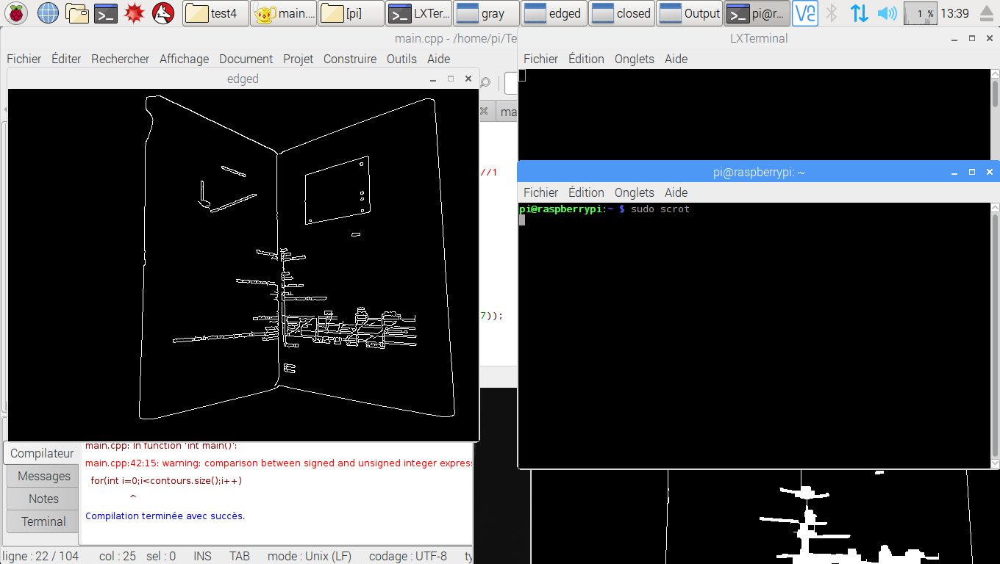 test4 main.... [pi] LXTer... gray edged closed Output pi@r... 1 % 13:39
main.cpp - /home/pi/Te
LXTerminal
Fichier Éditer Rechercher Affichage Document Projet Construire Outils Aide
Fichier Édition Onglets Aide
edged
ma
//1
7));
pi@raspberrypi: ~
Fichier Édition Onglets Aide
pi@raspberrypi:~ $ sudo scrot
Compilateur
Messages
Notes
Terminal
main.cpp: In function 'int main()':
main.cpp:42:15: warning: comparison between signed and unsigned integer express
for(int i=0;i<contours.size();i++)
^
Compilation terminée avec succès.
ligne : 22 / 104 col : 25 sel : 0 INS TAB mode : Unix (LF) codage : UTF-8 ty